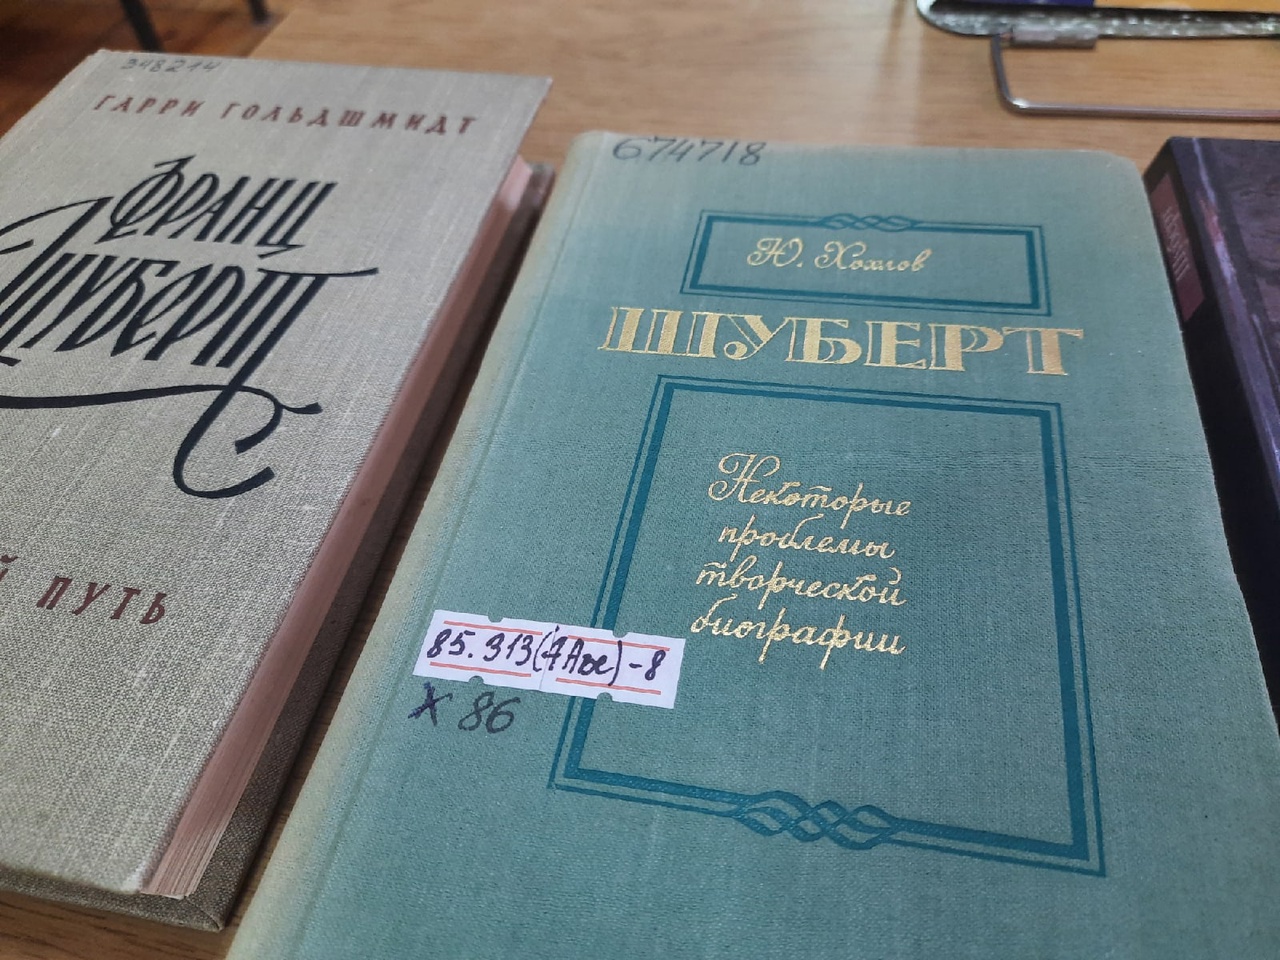 348214
ГАРРИ ГОЛЬДШМИДТ
ФРАНЦ
ШУБЕРТ
Й ПУТЬ
674718
Ю. Хохлов
ШУБЕРТ
Некоторые
проблемы
творческой
биографии
85.313(4Авс)-8
Х 86